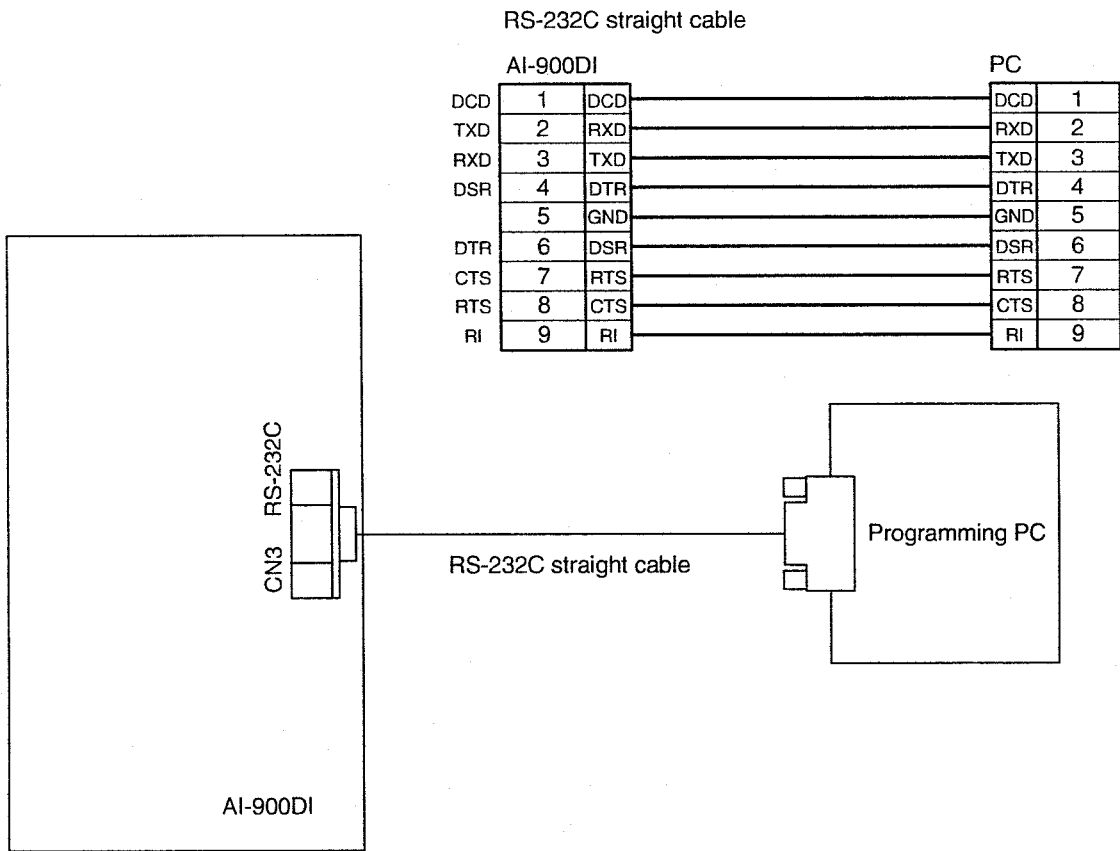 RS-232C straight cable
AI-900DI PC
DCD 1 DCD DCD 1
TXD 2 RXD RXD 2
RXD 3 TXD TXD 3
DSR 4 DTR DTR 4
5 GND GND 5
DTR 6 DSR DSR 6
CTS 7 RTS RTS 7
RTS 8 CTS CTS 8
RI 9 RI RI 9
CN3 RS-232C
RS-232C straight cable
Programming PC
AI-900DI